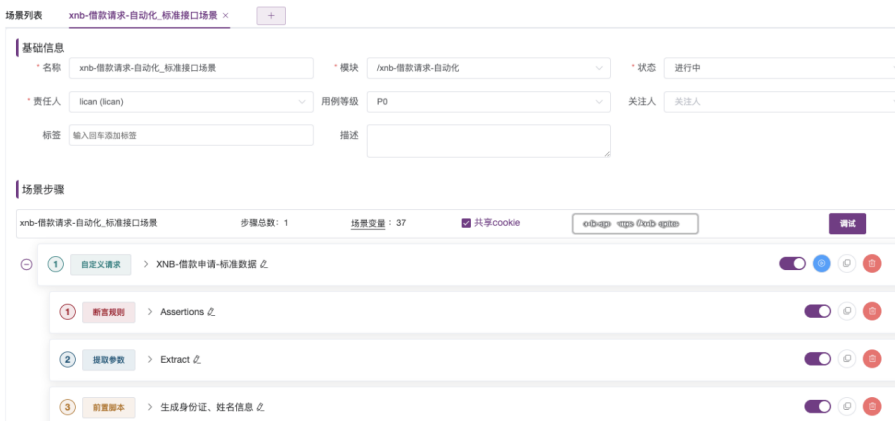 场景列表 xnb-借款请求-自动化_标准接口场景 × +
基础信息
* 名称 xnb-借款请求-自动化_标准接口场景 * 模块 /xnb-借款请求-自动化 * 状态 进行中
* 责任人 lican (lican) 用例等级 P0 关注人 关注人
标签 输入回车添加标签 描述
场景步骤
xnb-借款请求-自动化_标准接口场景 步骤总数: 1 场景变量 : 37 共享cookie 调试
1 自定义请求 > XNB-借款申请-标准数据
1 断言规则 > Assertions
2 提取参数 > Extract
3 前置脚本 > 生成身份证、姓名信息